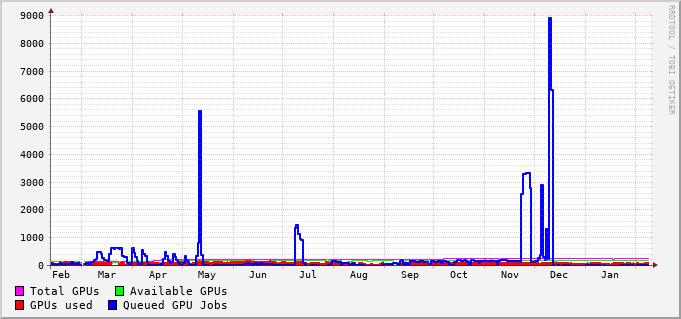 9000
8000
7000
6000
5000
4000
3000
2000
1000
0
Feb Mar Apr May Jun Jul Aug Sep Oct Nov Dec Jan
Total GPUs Available GPUs
GPUs used Queued GPU Jobs
RRDTOOL / TOBI OETIKER